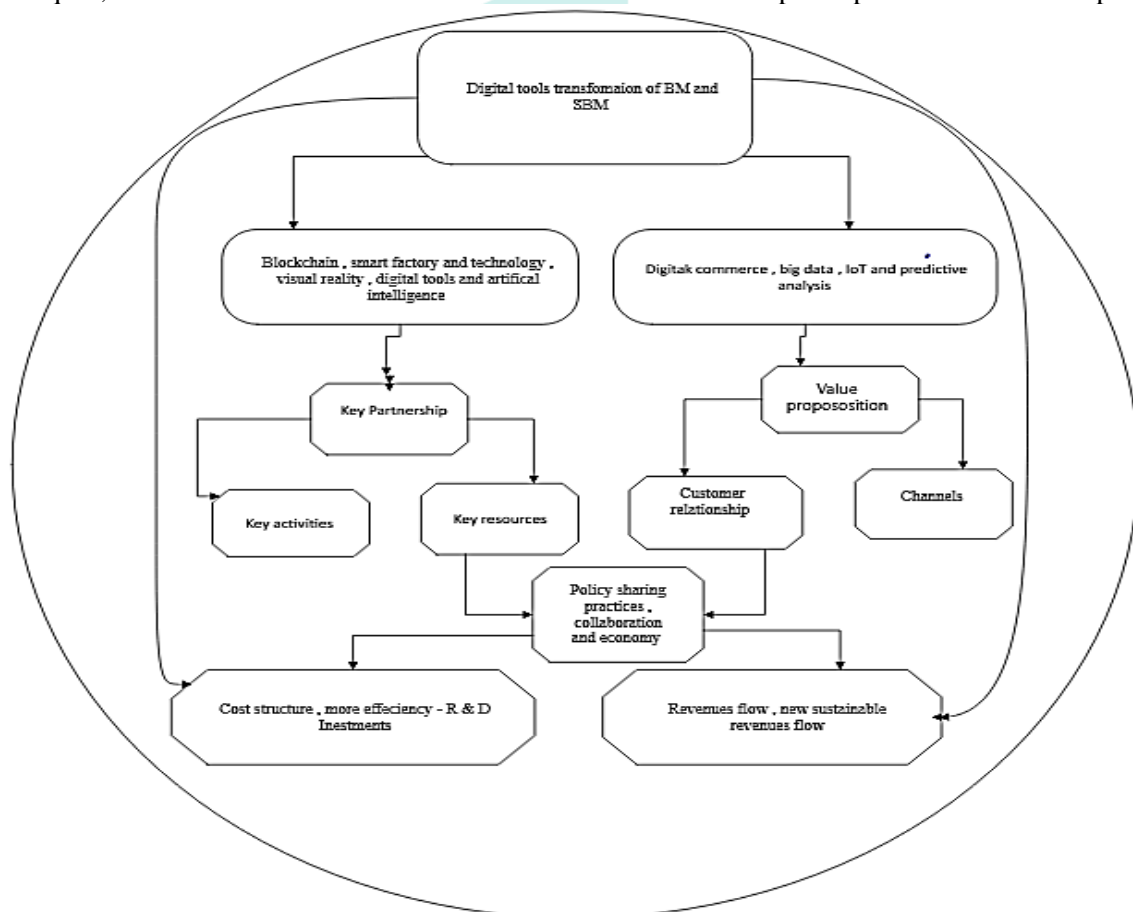 Digital tools transfomaion of BM and
SBM
Blockchain , smart factory and technology ,
visual reality , digital tools and artifical
intelligence
Digitak commerce , big data , IoT and predictive
analysis
Key Partnership
Value
propososition
Key activities
Key resources
Customer
relationship
Channels
Policy sharing
practices ,
collaboration
and economy
Cost structure , more effeciency - R & D
Inestments
Revenues flow , new sustainable
revenues flow